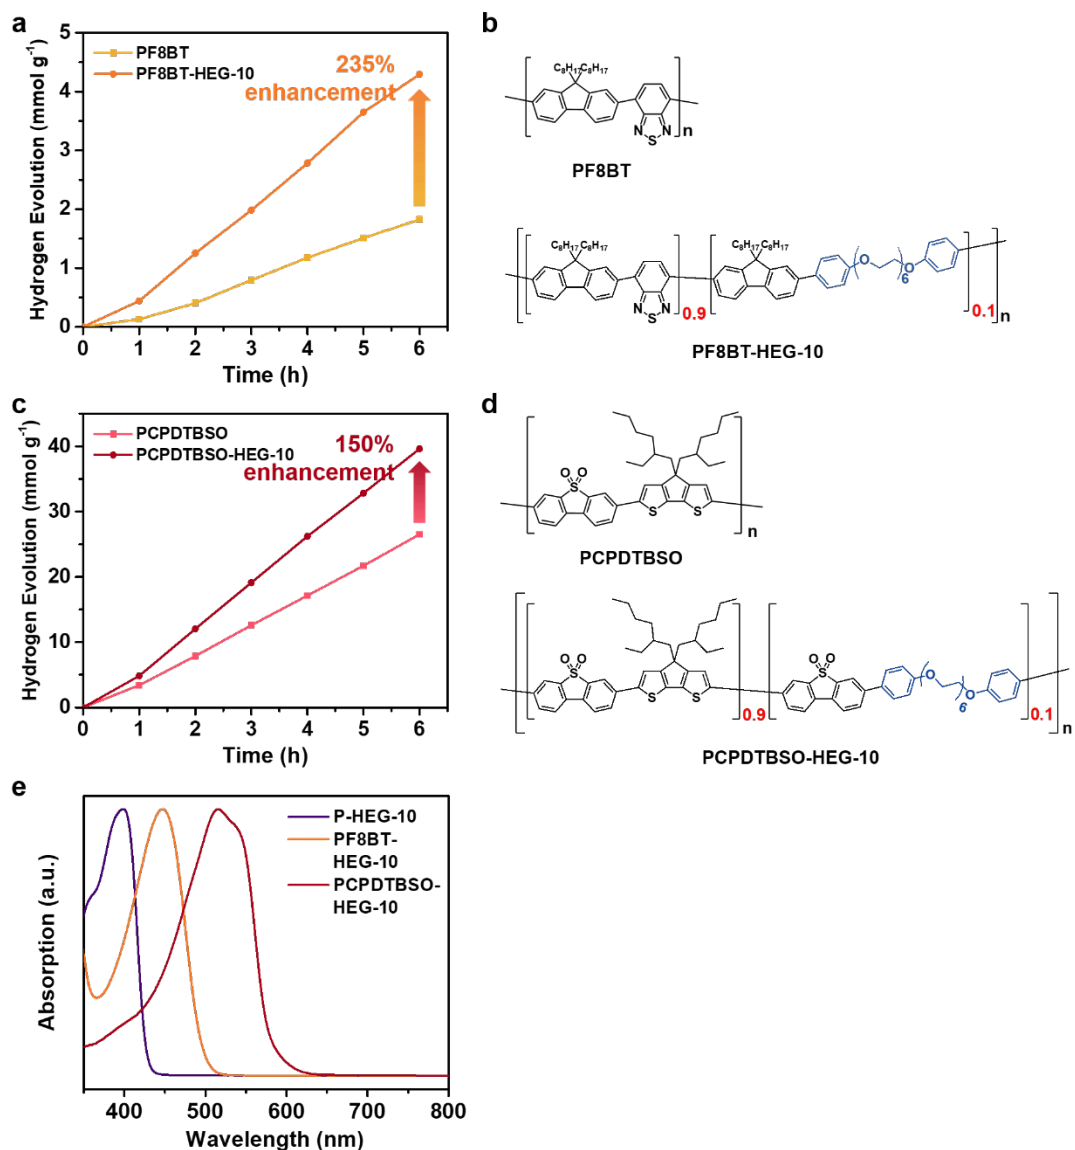 a
Hydrogen Evolution (mmol g⁻¹)
5
4
3
2
1
0
PF8BT
PF8BT-HEG-10
235%
enhancement
0 1 2 3 4 5 6
Time (h)
b
C₈H₁₇ C₈H₁₇
N N
S
n
PF8BT
C₈H₁₇ C₈H₁₇
C₈H₁₇ C₈H₁₇
O
6
O
N N
S
0.9
0.1
n
PF8BT-HEG-10
c
Hydrogen Evolution (mmol g⁻¹)
40
30
20
10
0
PCPDTBSO
PCPDTBSO-HEG-10
150%
enhancement
0 1 2 3 4 5 6
Time (h)
d
O O
S
S S
n
PCPDTBSO
O O
S
S S
0.9
O O
S
O
6
O
0.1
n
PCPDTBSO-HEG-10
e
Absorption (a.u.)
P-HEG-10
PF8BT-
HEG-10
PCPDTBSO-
HEG-10
400 500 600 700 800
Wavelength (nm)